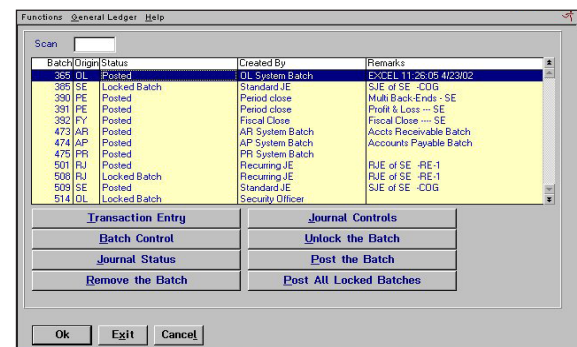 Functions General Ledger Help
Scan
Batch Origin Status Created By Remarks
365 OL Posted OL System Batch EXCEL 11:26:05 4/23/02
385 SE Locked Batch Standard JE SJE of SE -COG
390 PE Posted Period close Multi Back-Ends - SE
391 PE Posted Period close Profit & Loss --- SE
392 FY Posted Fiscal Close Fiscal Close ---- SE
473 AR Posted AR System Batch Accts Receivable Batch
474 AP Posted AP System Batch Accounts Payable Batch
475 PR Posted PR System Batch
501 RJ Posted Recurring JE RJE of SE -RE-1
508 RJ Locked Batch Recurring JE RJE of SE -RE-1
509 SE Posted Standard JE SJE of SE -COG
514 OL Locked Batch Security Officer
Transaction Entry Journal Controls
Batch Control Unlock the Batch
Journal Status Post the Batch
Remove the Batch Post All Locked Batches
Ok Exit Cancel